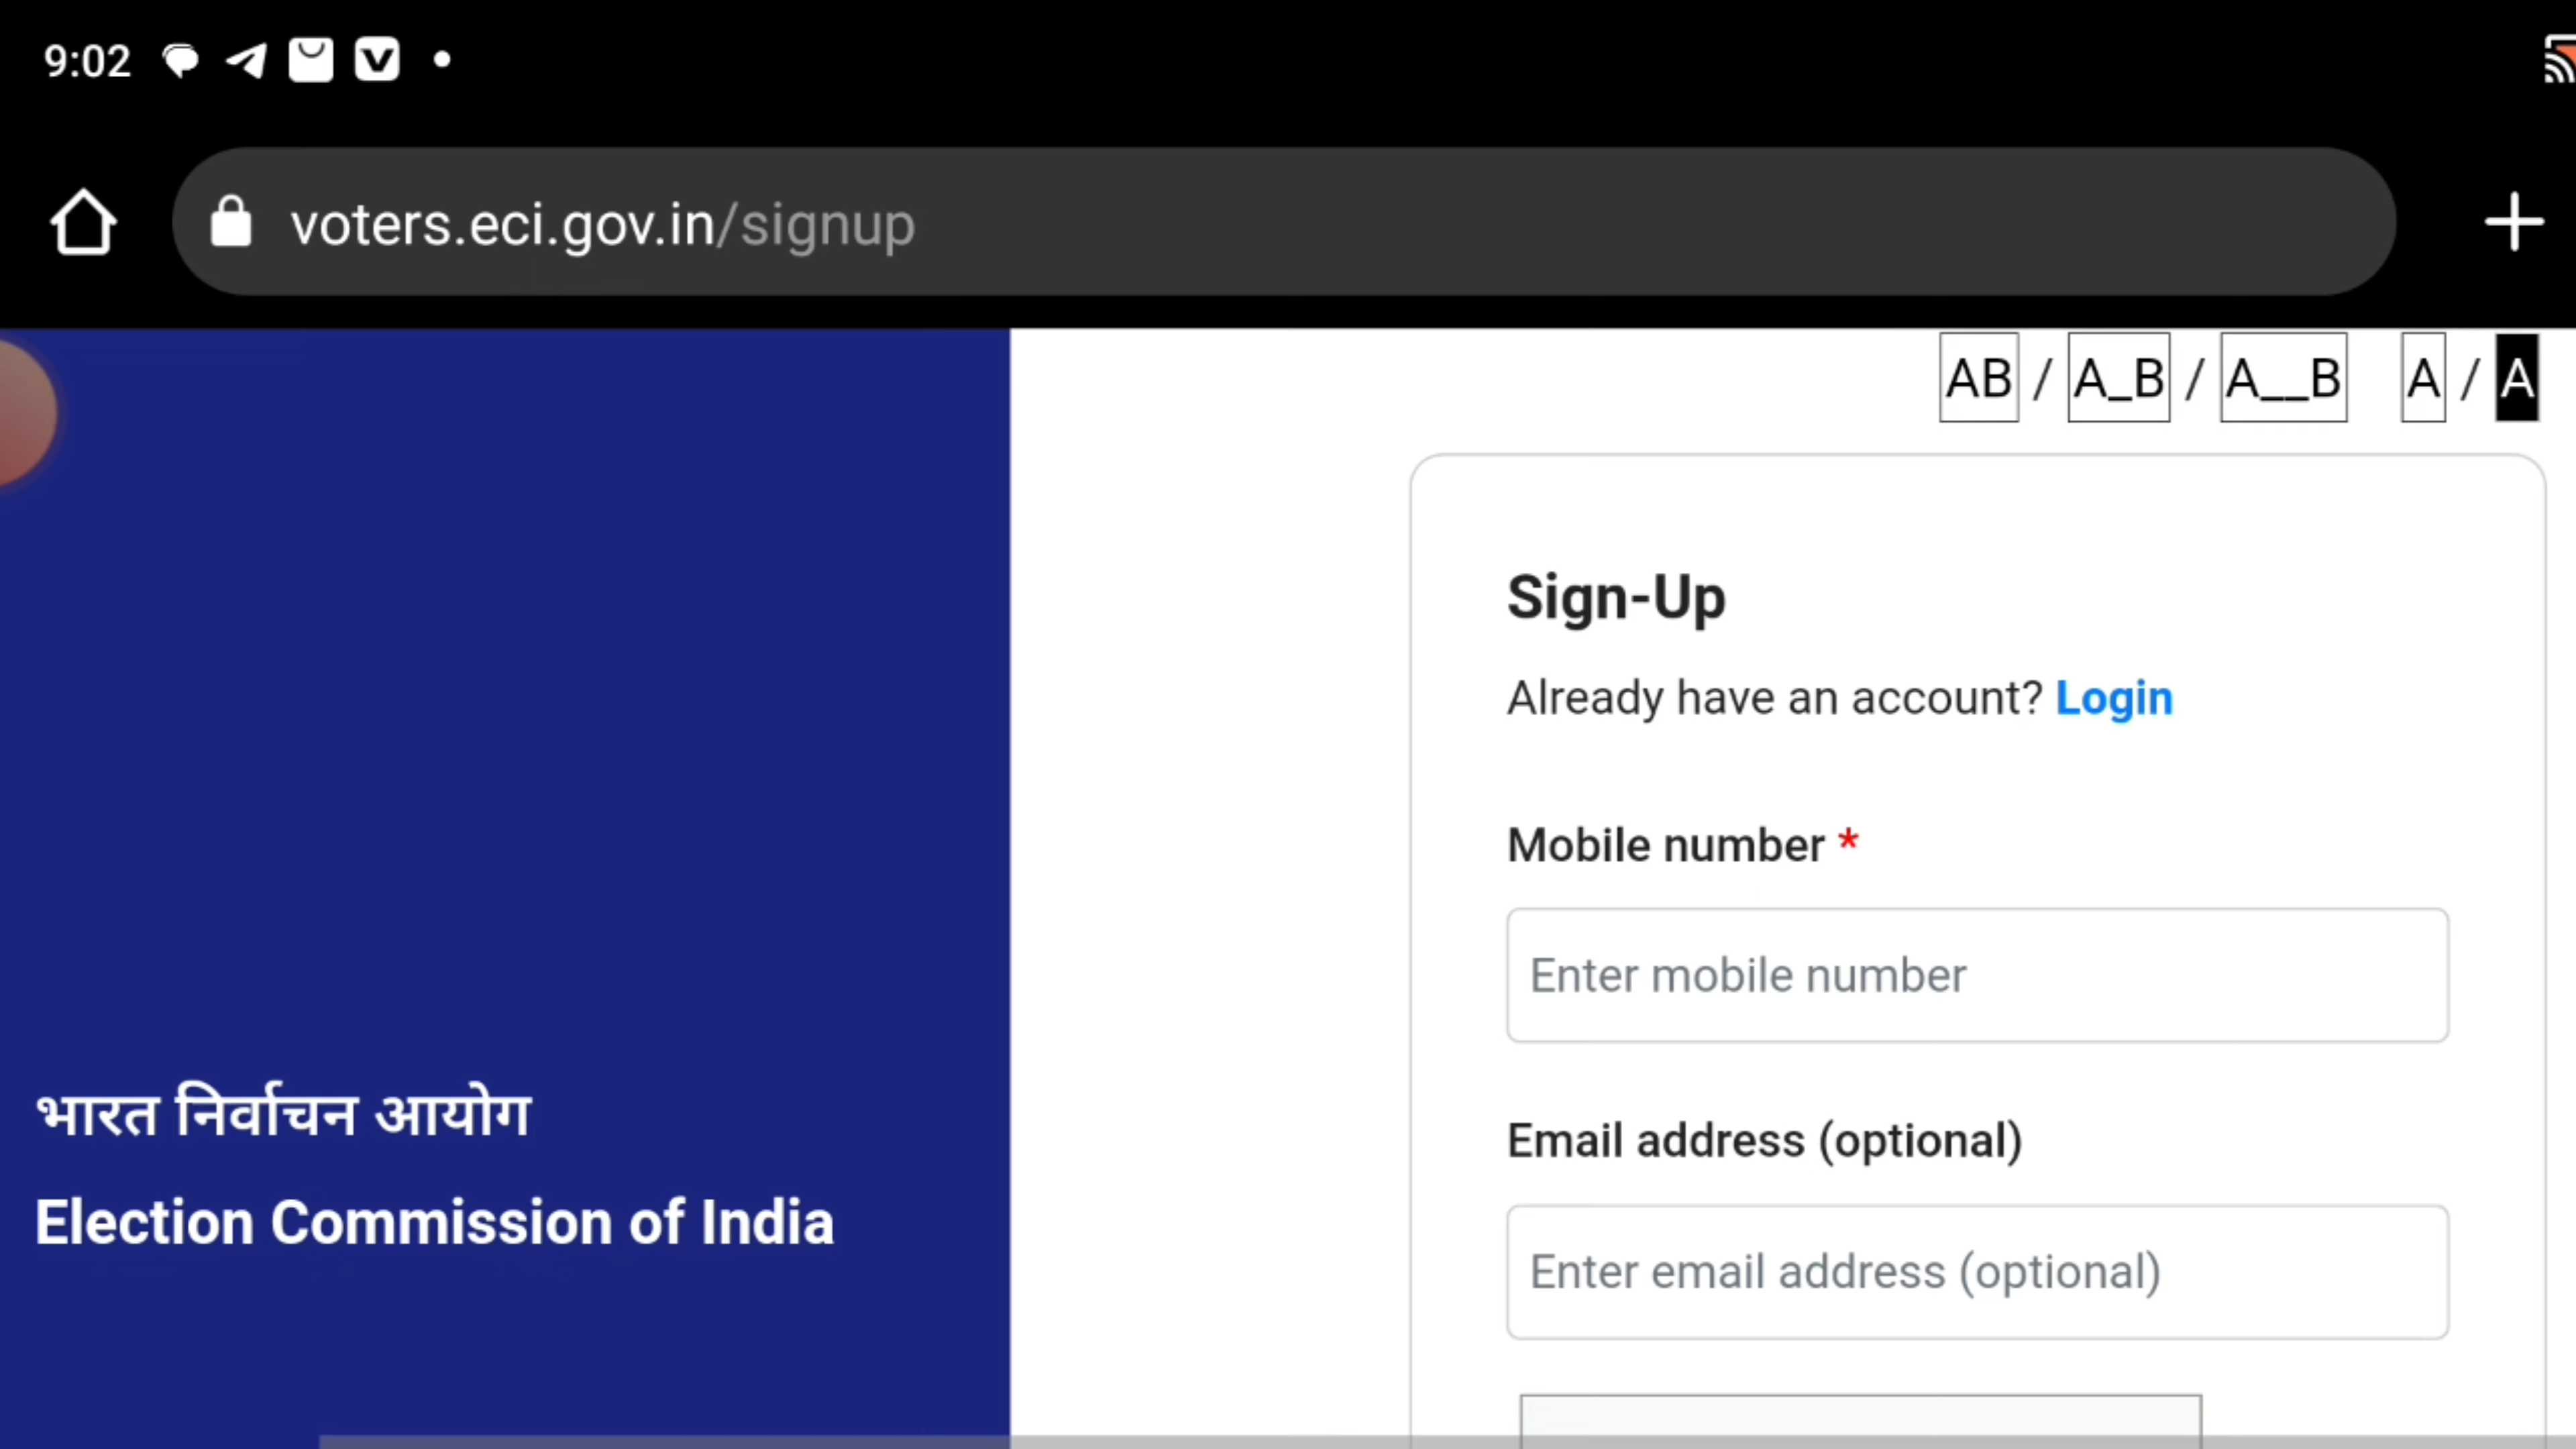 9:02
voters.eci.gov.in/signup
AB / A_B / A__B A / A
Sign-Up
Already have an account? Login
Mobile number *
Enter mobile number
Email address (optional)
Enter email address (optional)
भारत निर्वाचन आयोग
Election Commission of India